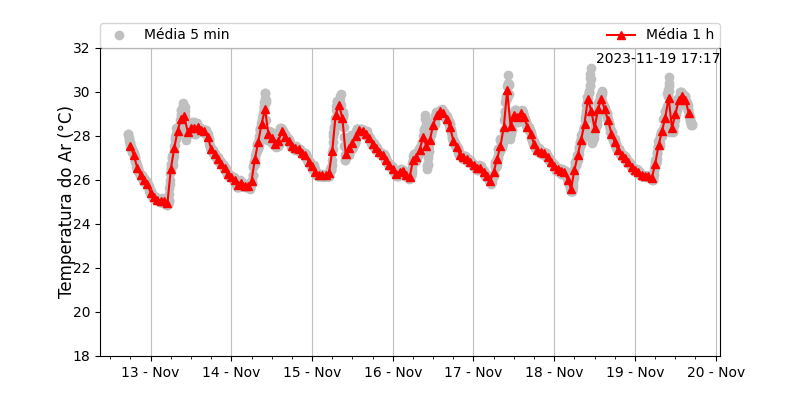 Média 5 min
Média 1 h
2023-11-19 17:17
Temperatura do Ar (°C)
32
30
28
26
24
22
20
18
13 - Nov
14 - Nov
15 - Nov
16 - Nov
17 - Nov
18 - Nov
19 - Nov
20 - Nov